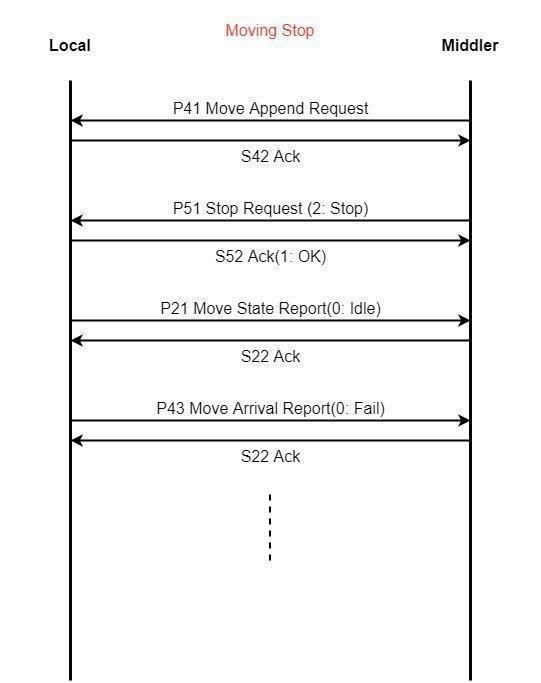 Moving Stop
Local
Middler
P41 Move Append Request
S42 Ack
P51 Stop Request (2: Stop)
S52 Ack(1: OK)
P21 Move State Report(0: Idle)
S22 Ack
P43 Move Arrival Report(0: Fail)
S22 Ack